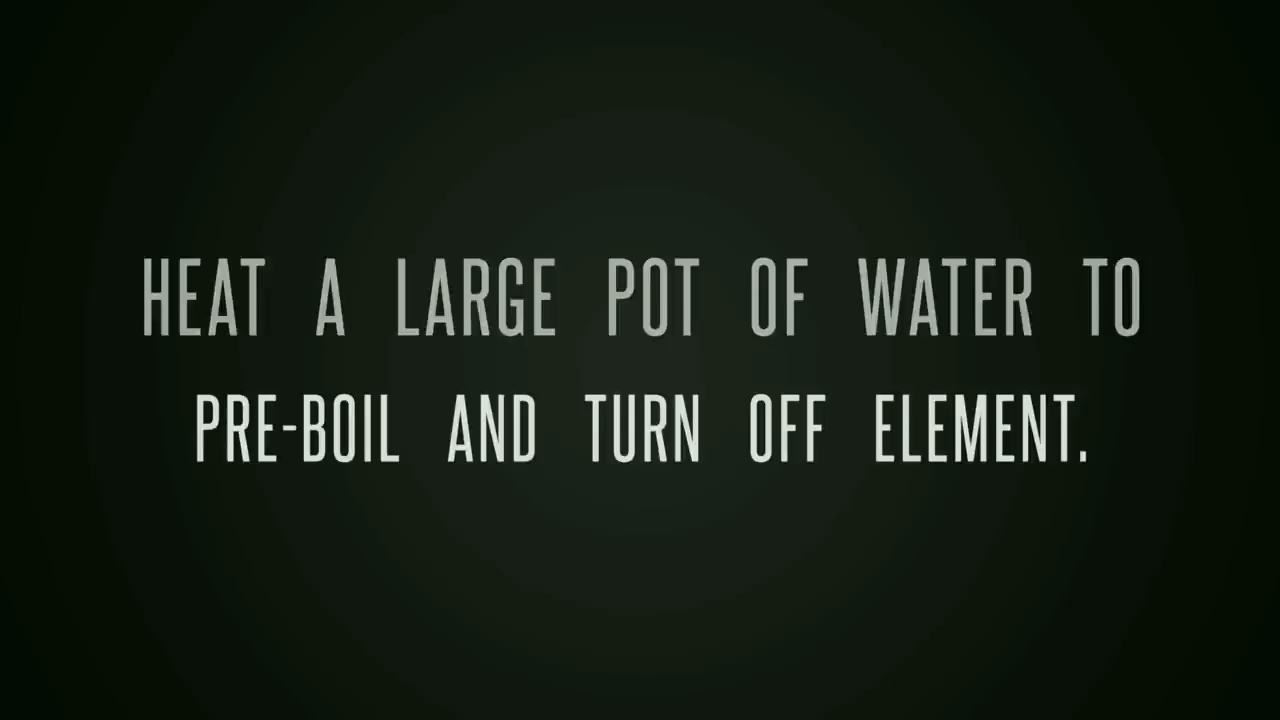 HEAT A LARGE POT OF WATER TO
PRE-BOIL AND TURN OFF ELEMENT.